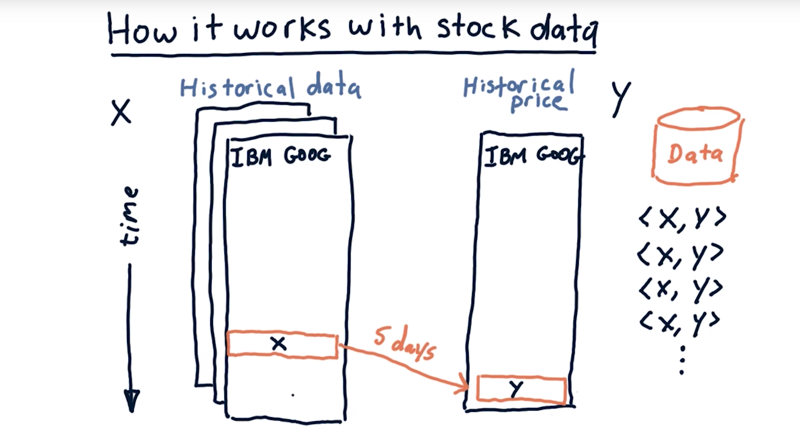 How it works with stock data
Historical data
Historical
price
X
Y
IBM GOOG
IBM GOOG
Data
time
<X, Y>
<X, Y>
<X, Y>
<X, Y>
⋮
X
5 days
Y